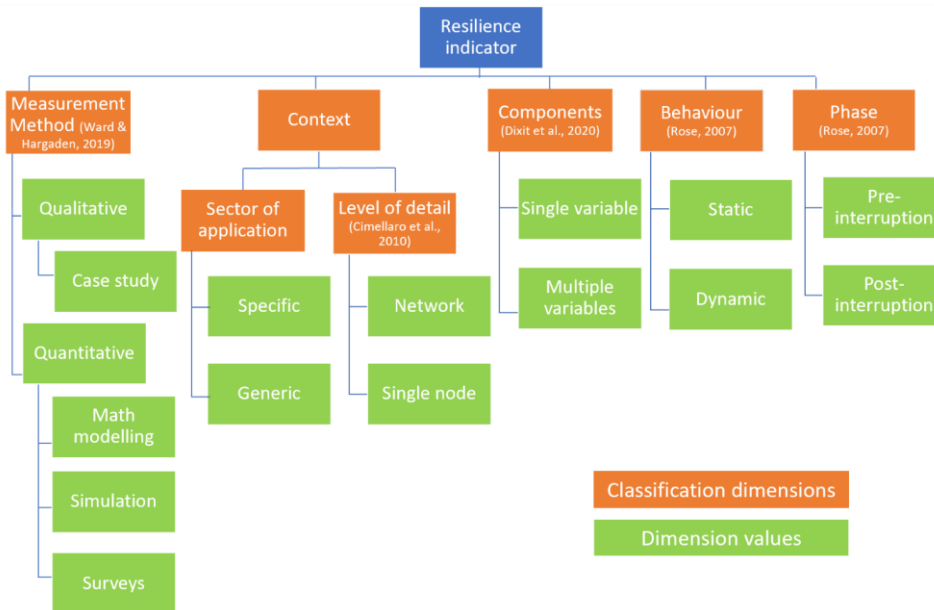 Resilience
indicator
Measurement
Method (Ward &
Hargaden, 2019)
Context
Components
(Dixit et al., 2020)
Behaviour
(Rose, 2007)
Phase
(Rose, 2007)
Qualitative
Case study
Quantitative
Math
modelling
Simulation
Surveys
Sector of
application
Specific
Generic
Level of detail
(Cimellaro et al.,
2010)
Network
Single node
Single variable
Multiple
variables
Static
Dynamic
Pre-
interruption
Post-
interruption
Classification dimensions
Dimension values